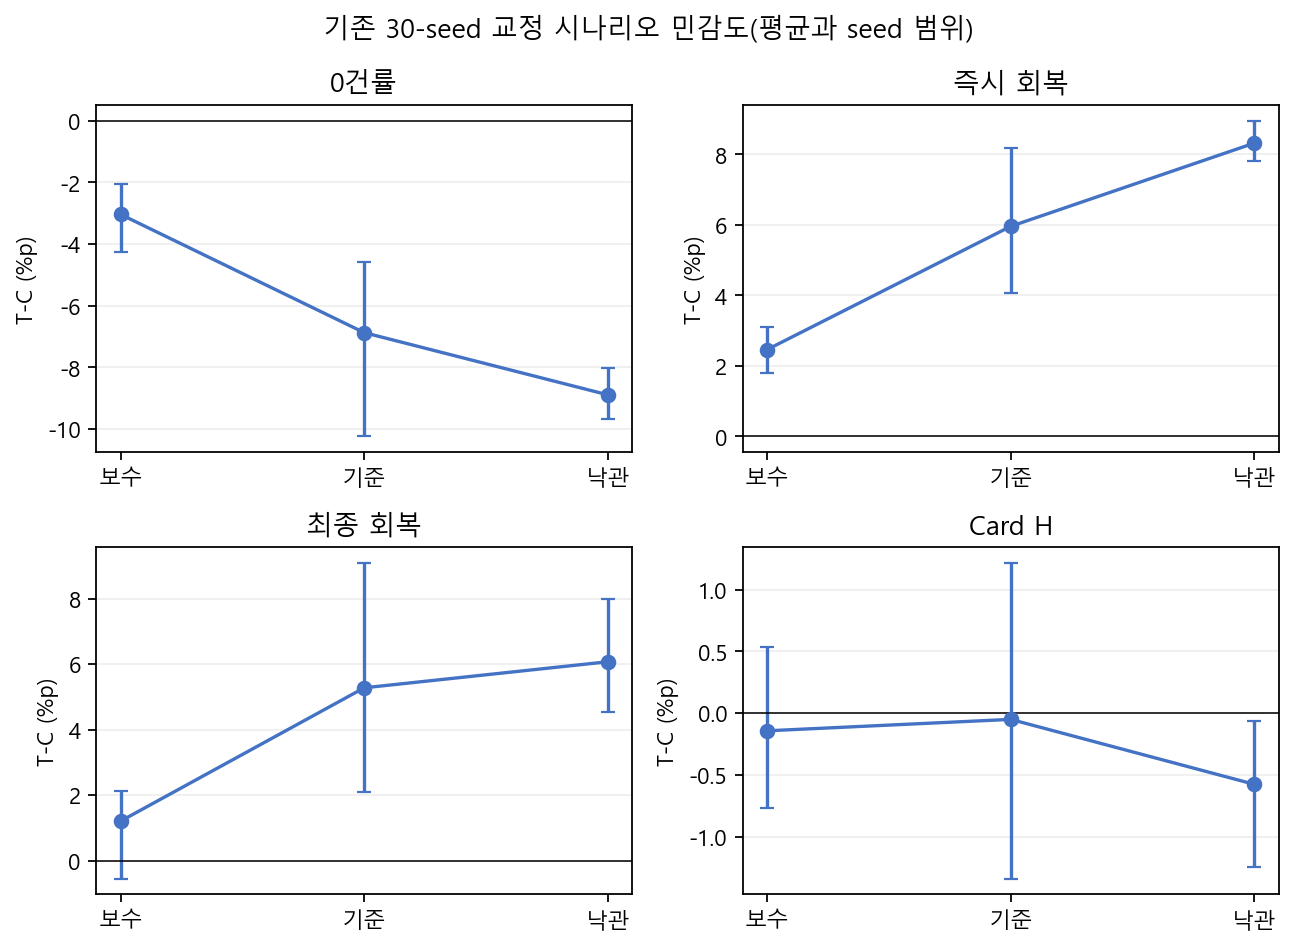 기존 30-seed 교정 시나리오 민감도(평균과 seed 범위)
0건률
T-C (%p)
0
-2
-4
-6
-8
-10
보수 기준 낙관
즉시 회복
T-C (%p)
8
6
4
2
0
보수 기준 낙관
최종 회복
T-C (%p)
8
6
4
2
0
보수 기준 낙관
Card H
T-C (%p)
1.0
0.5
0.0
-0.5
-1.0
보수 기준 낙관